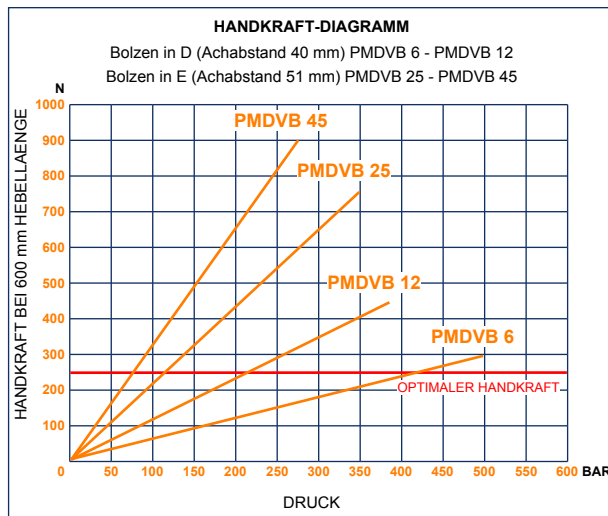 HANDKRAFT-DIAGRAMM
Bolzen in D (Achabstand 40 mm) PMDVB 6 - PMDVB 12
Bolzen in E (Achabstand 51 mm) PMDVB 25 - PMDVB 45
N
HANDKRAFT BEI 600 mm HEBELLAENGE
1000
900
800
700
600
500
400
300
200
100
PMDVB 45
PMDVB 25
PMDVB 12
PMDVB 6
OPTIMALER HANDKRAFT
0 50 100 150 200 250 300 350 400 450 500 550 600 BAR
DRUCK